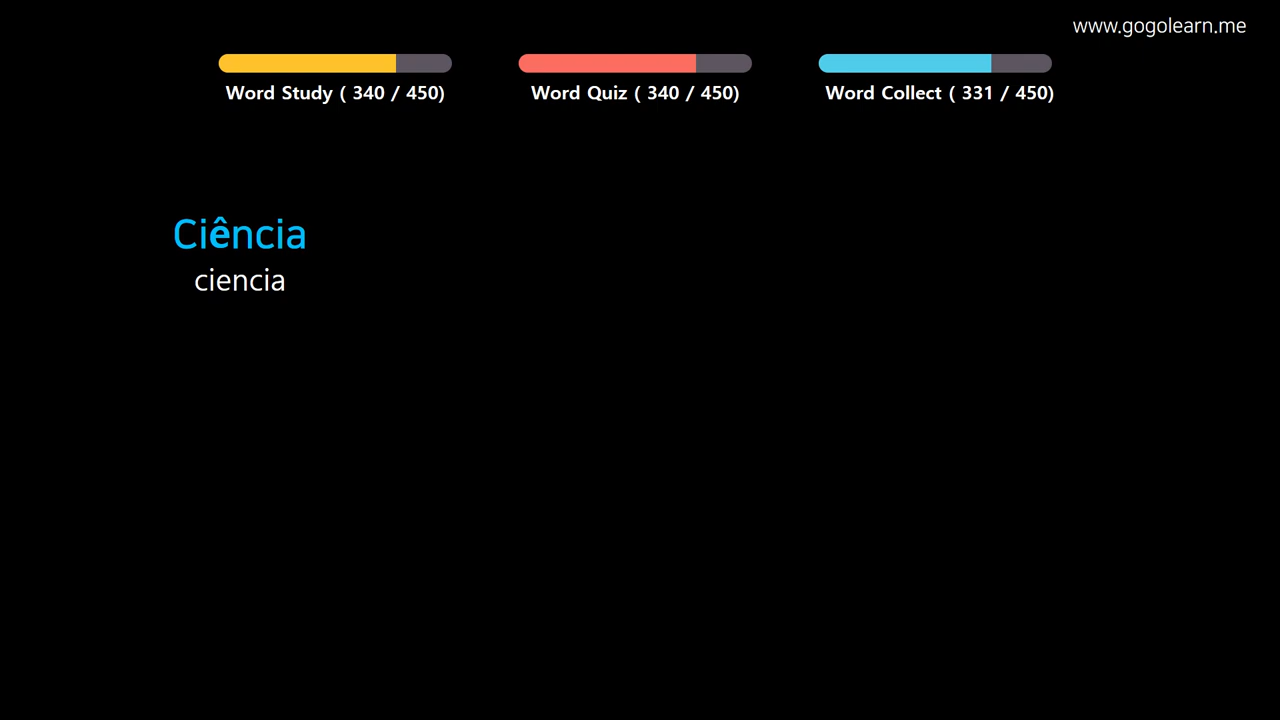 www.gogolearn.me
Word Study ( 340 / 450)
Word Quiz ( 340 / 450)
Word Collect ( 331 / 450)
Ciência
ciencia